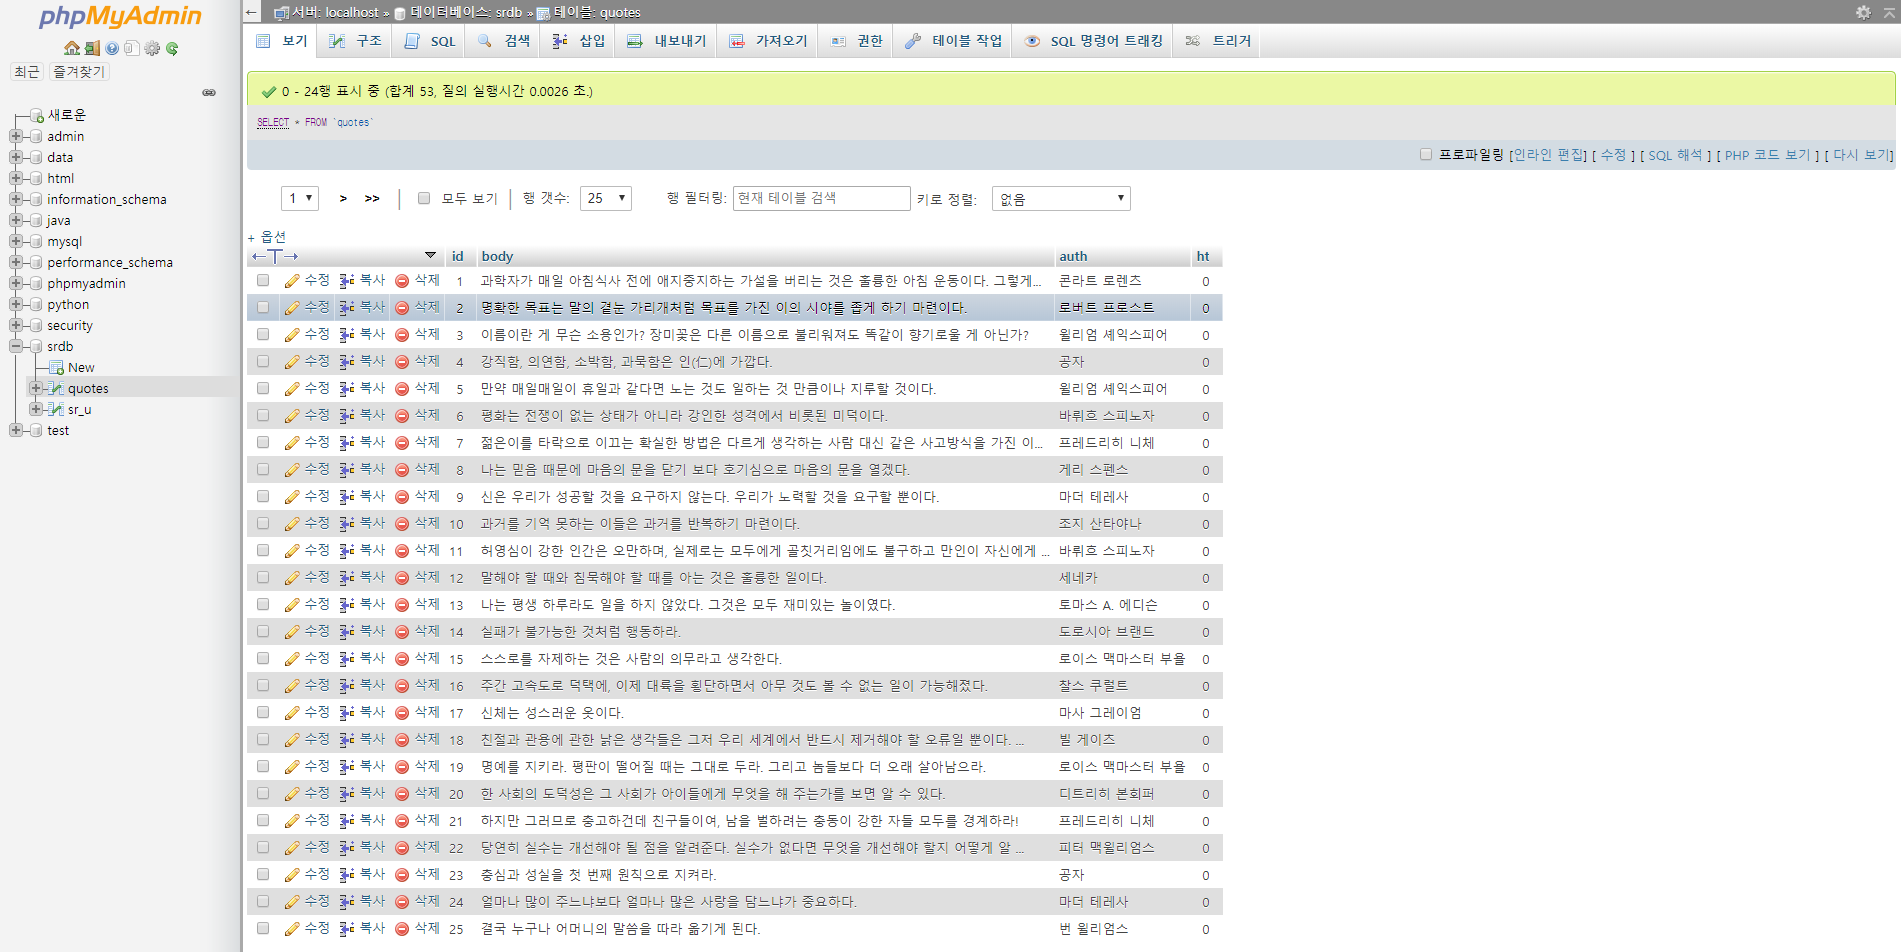 phpMyAdmin
최근 즐겨찾기
새로운
admin
data
html
information_schema
java
mysql
performance_schema
phpmyadmin
python
security
srdb
New
quotes
sr_u
test
← 서버: localhost » 데이터베이스: srdb » 테이블: quotes
보기 구조 SQL 검색 삽입 내보내기 가져오기 권한 테이블 작업 SQL 명령어 트래킹 트리거
0 - 24행 표시 중 (합계 53, 질의 실행시간 0.0026 초.)
SELECT * FROM `quotes`
프로파일링 [인라인 편집] [ 수정 ] [ SQL 해석 ] [ PHP 코드 보기 ] [ 다시 보기]
1 > >> | 모두 보기 | 행 갯수: 25 행 필터링: 현재 테이블 검색 키로 정렬: 없음
+ 옵션
←T→ id body auth ht
수정 복사 삭제 1 과학자가 매일 아침식사 전에 애지중지하는 가설을 버리는 것은 훌륭한 아침 운동이다. 그렇게... 콘라트 로렌츠 0
수정 복사 삭제 2 명확한 목표는 말의 곁눈 가리개처럼 목표를 가진 이의 시야를 좁게 하기 마련이다. 로버트 프로스트 0
수정 복사 삭제 3 이름이란 게 무슨 소용인가? 장미꽃은 다른 이름으로 불리워져도 똑같이 향기로울 게 아닌가? 윌리엄 셰익스피어 0
수정 복사 삭제 4 강직함, 의연함, 소박함, 과묵함은 인(仁)에 가깝다. 공자 0
수정 복사 삭제 5 만약 매일매일이 휴일과 같다면 노는 것도 일하는 것 만큼이나 지루할 것이다. 윌리엄 셰익스피어 0
수정 복사 삭제 6 평화는 전쟁이 없는 상태가 아니라 강인한 성격에서 비롯된 미덕이다. 바뤼흐 스피노자 0
수정 복사 삭제 7 젊은이를 타락으로 이끄는 확실한 방법은 다르게 생각하는 사람 대신 같은 사고방식을 가진 이... 프레드리히 니체 0
수정 복사 삭제 8 나는 믿음 때문에 마음의 문을 닫기 보다 호기심으로 마음의 문을 열겠다. 게리 스펜스 0
수정 복사 삭제 9 신은 우리가 성공할 것을 요구하지 않는다. 우리가 노력할 것을 요구할 뿐이다. 마더 테레사 0
수정 복사 삭제 10 과거를 기억 못하는 이들은 과거를 반복하기 마련이다. 조지 산타야나 0
수정 복사 삭제 11 허영심이 강한 인간은 오만하며, 실제로는 모두에게 골칫거리임에도 불구하고 만인이 자신에게 ... 바뤼흐 스피노자 0
수정 복사 삭제 12 말해야 할 때와 침묵해야 할 때를 아는 것은 훌륭한 일이다. 세네카 0
수정 복사 삭제 13 나는 평생 하루라도 일을 하지 않았다. 그것은 모두 재미있는 놀이였다. 토마스 A. 에디슨 0
수정 복사 삭제 14 실패가 불가능한 것처럼 행동하라. 도로시아 브랜드 0
수정 복사 삭제 15 스스로를 자제하는 것은 사람의 의무라고 생각한다. 로이스 맥마스터 부욜 0
수정 복사 삭제 16 주간 고속도로 덕택에, 이제 대륙을 횡단하면서 아무 것도 볼 수 없는 일이 가능해졌다. 찰스 쿠럴트 0
수정 복사 삭제 17 신체는 성스러운 옷이다. 마사 그레이엄 0
수정 복사 삭제 18 친절과 관용에 관한 낡은 생각들은 그저 우리 세계에서 반드시 제거해야 할 오류일 뿐이다. ... 빌 게이츠 0
수정 복사 삭제 19 명예를 지키라. 평판이 떨어질 때는 그대로 두라. 그리고 놈들보다 더 오래 살아남으라. 로이스 맥마스터 부욜 0
수정 복사 삭제 20 한 사회의 도덕성은 그 사회가 아이들에게 무엇을 해 주는가를 보면 알 수 있다. 디트리히 본회퍼 0
수정 복사 삭제 21 하지만 그러므로 충고하건데 친구들이여, 남을 벌하려는 충동이 강한 자들 모두를 경계하라! 프레드리히 니체 0
수정 복사 삭제 22 당연히 실수는 개선해야 될 점을 알려준다. 실수가 없다면 무엇을 개선해야 할지 어떻게 알 ... 피터 맥윌리엄스 0
수정 복사 삭제 23 충심과 성실을 첫 번째 원칙으로 지켜라. 공자 0
수정 복사 삭제 24 얼마나 많이 주느냐보다 얼마나 많은 사랑을 담느냐가 중요하다. 마더 테레사 0
수정 복사 삭제 25 결국 누구나 어머니의 말씀을 따라 옮기게 된다. 번 윌리엄스 0